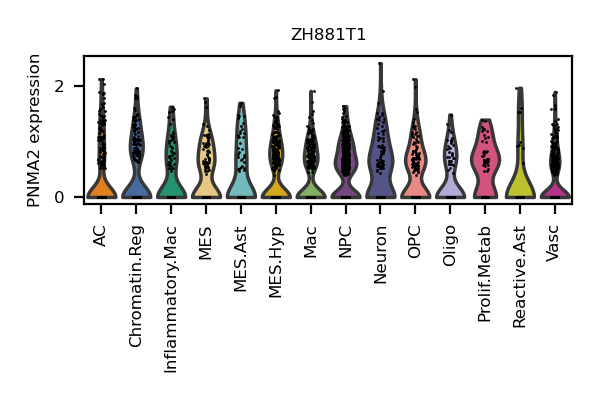 ZH881T1
PNMA2 expression
2
0
AC
Chromatin.Reg
Inflammatory.Mac
MES
MES.Ast
MES.Hyp
Mac
NPC
Neuron
OPC
Oligo
Prolif.Metab
Reactive.Ast
Vasc